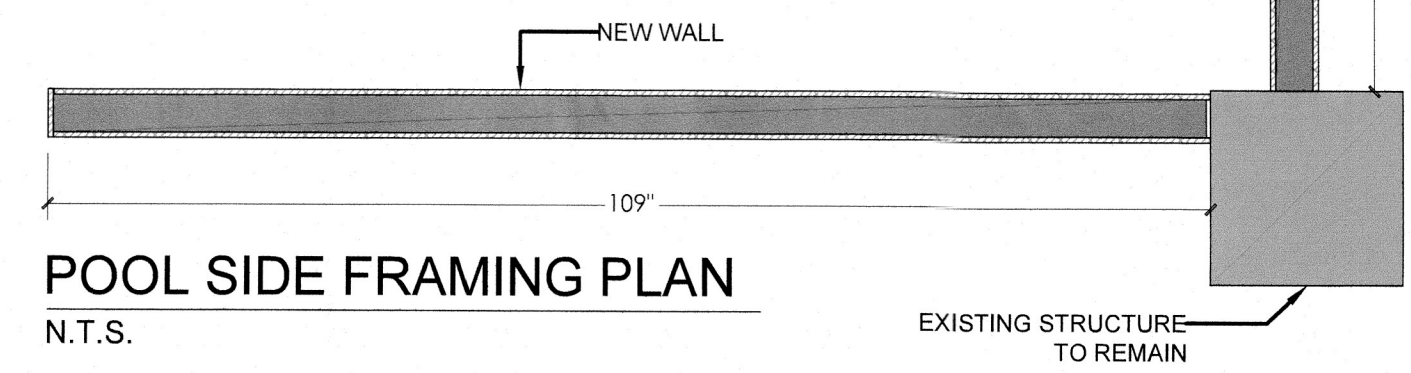 NEW WALL
109"
POOL SIDE FRAMING PLAN
N.T.S.
EXISTING STRUCTURE
TO REMAIN